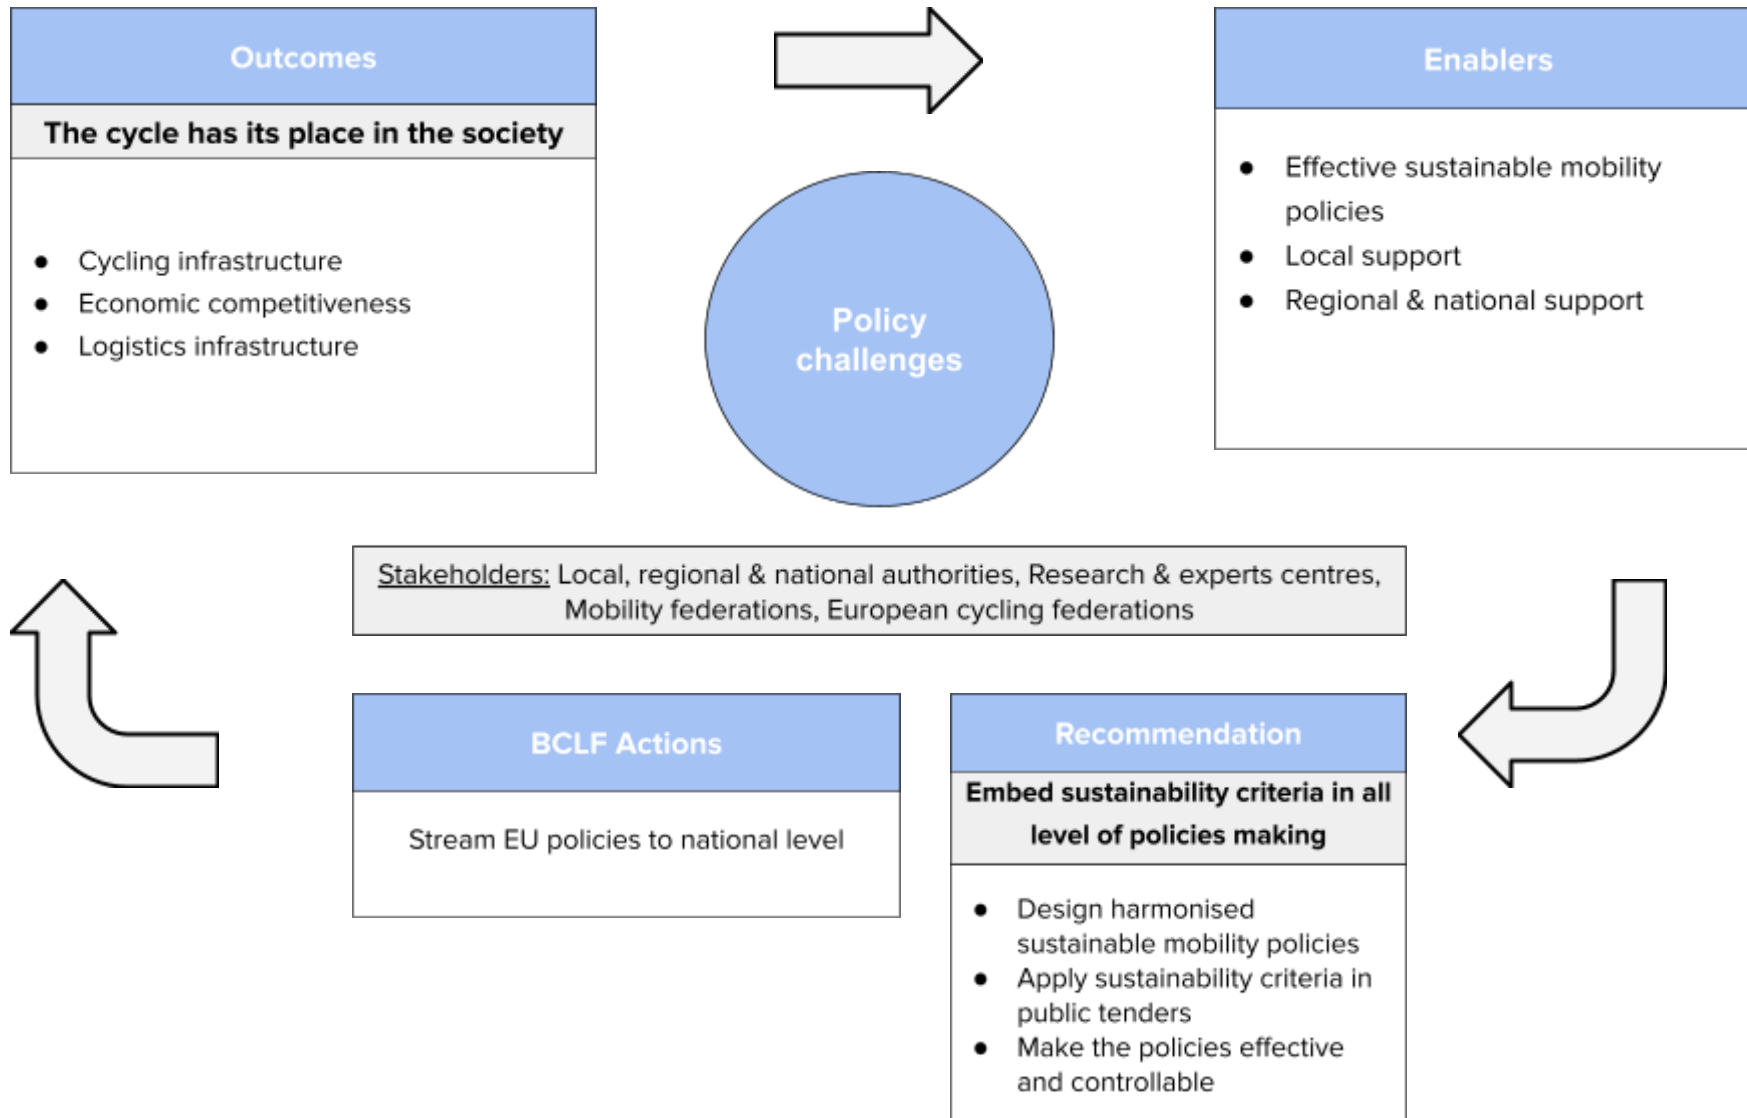 Outcomes
The cycle has its place in the society
● Cycling infrastructure
● Economic competitiveness
● Logistics infrastructure
Policy
challenges
Enablers
● Effective sustainable mobility
policies
● Local support
● Regional & national support
Stakeholders: Local, regional & national authorities, Research & experts centres,
Mobility federations, European cycling federations
BCLF Actions
Stream EU policies to national level
Recommendation
Embed sustainability criteria in all
level of policies making
● Design harmonised
sustainable mobility policies
● Apply sustainability criteria in
public tenders
● Make the policies effective
and controllable